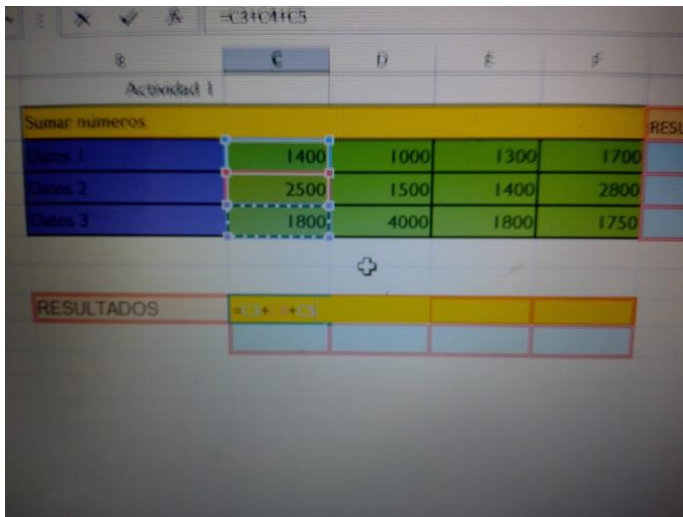 =C3+C4+C5
B C D E F
Actividad 1
Sumar números.
RESU
Datos 1 1400 1000 1300 1700
Datos 2 2500 1500 1400 2800
Datos 3 1800 4000 1800 1750
RESULTADOS